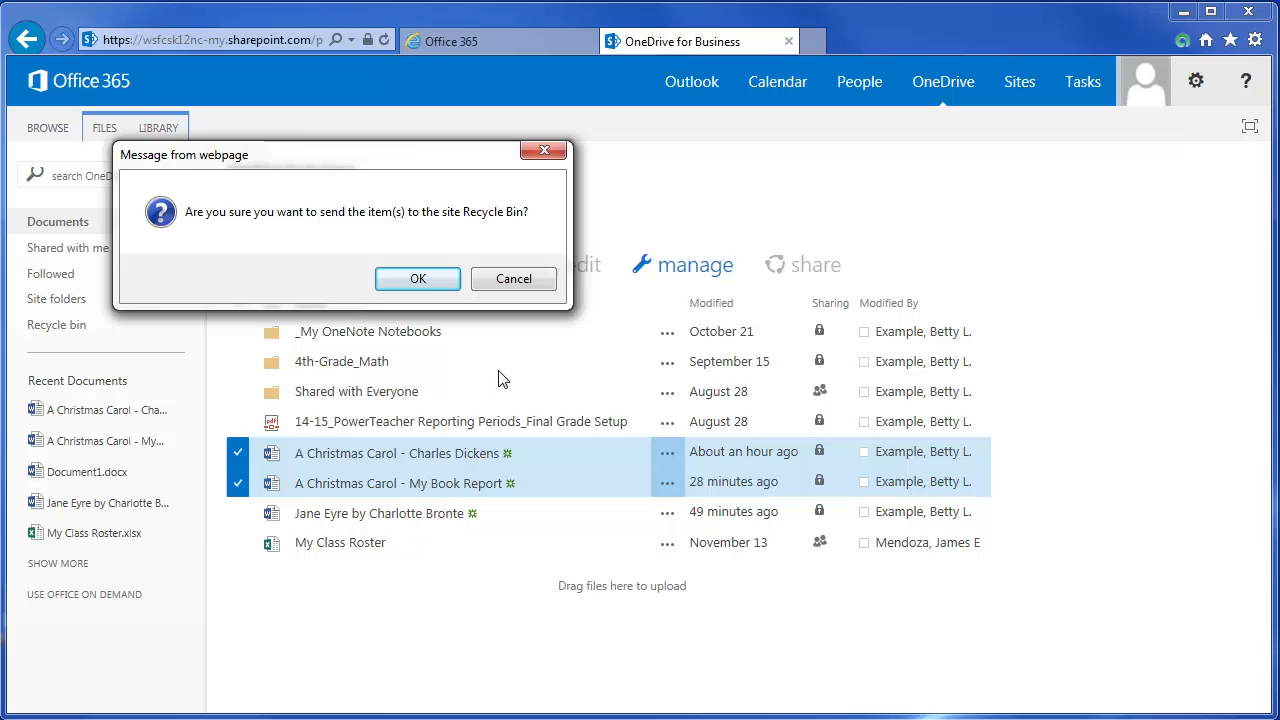 https://wsfcsk12nc-my.sharepoint.com/p
Office 365
OneDrive for Business
Office 365
Outlook
Calendar
People
OneDrive
Sites
Tasks
?
BROWSE
FILES
LIBRARY
Message from webpage
Are you sure you want to send the item(s) to the site Recycle Bin?
OK
Cancel
search OneD
Documents
Shared with me
Followed
Site folders
Recycle bin
Recent Documents
A Christmas Carol - Cha...
A Christmas Carol - My...
Document1.docx
Jane Eyre by Charlotte B...
My Class Roster.xlsx
SHOW MORE
USE OFFICE ON DEMAND
manage
share
Modified
Sharing
Modified By
_My OneNote Notebooks ... October 21 Example, Betty L.
4th-Grade_Math ... September 15 Example, Betty L.
Shared with Everyone ... August 28 Example, Betty L.
14-15_PowerTeacher Reporting Periods_Final Grade Setup ... August 28 Example, Betty L.
A Christmas Carol - Charles Dickens ... About an hour ago Example, Betty L.
A Christmas Carol - My Book Report ... 28 minutes ago Example, Betty L.
Jane Eyre by Charlotte Bronte ... 49 minutes ago Example, Betty L.
My Class Roster ... November 13 Mendoza, James E
Drag files here to upload